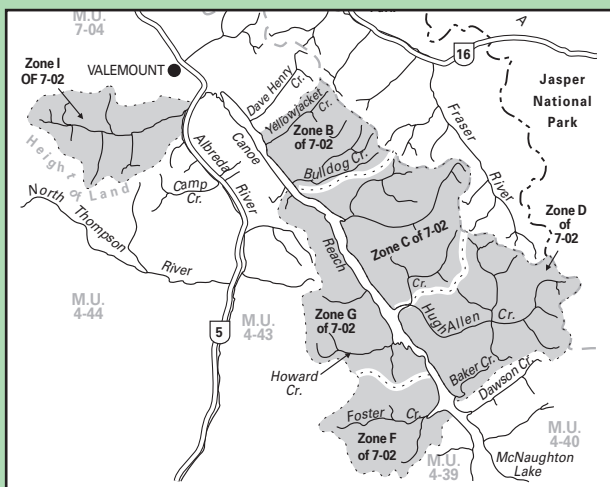 M.U.
7-04
Zone I
OF 7-02
VALEMOUNT
Height of Land
North Thompson River
Camp
Cr.
Albreda River
Canoe Reach
Dave Henry
Cr.
Yellowjacket
Cr.
Zone B
of 7-02
Bulldog Cr.
16
A
Fraser River
Jasper
National
Park
Zone D
of
7-02
Zone C of 7-02
Cr.
Hugh Allen Cr.
Baker Cr.
Dawson Cr.
M.U.
4-44
5
M.U.
4-43
Zone G
of 7-02
Howard
Cr.
Foster Cr.
Zone F
of 7-02
M.U.
4-39
M.U.
4-40
McNaughton
Lake